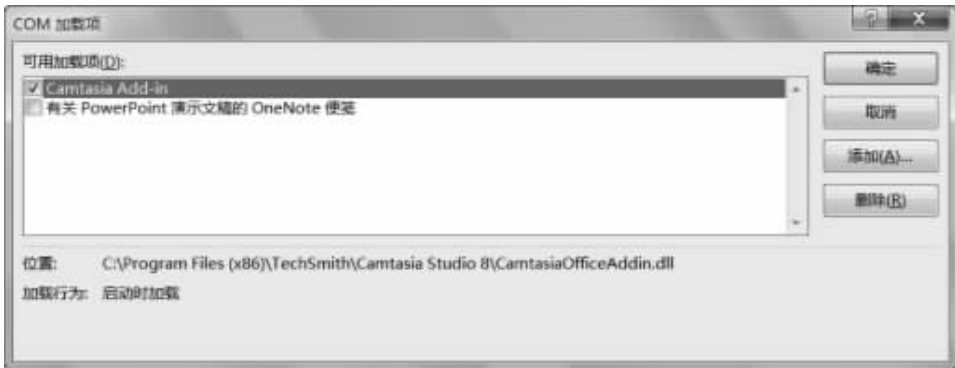 COM 加载项
可用加载项(D):
确定
Camtasia Add-in
有关 PowerPoint 演示文稿的 OneNote 便笺
取消
添加(A)...
删除(R)
位置: C:\Program Files (x86)\TechSmith\Camtasia Studio 8\CamtasiaOfficeAddin.dll
加载行为: 启动时加载